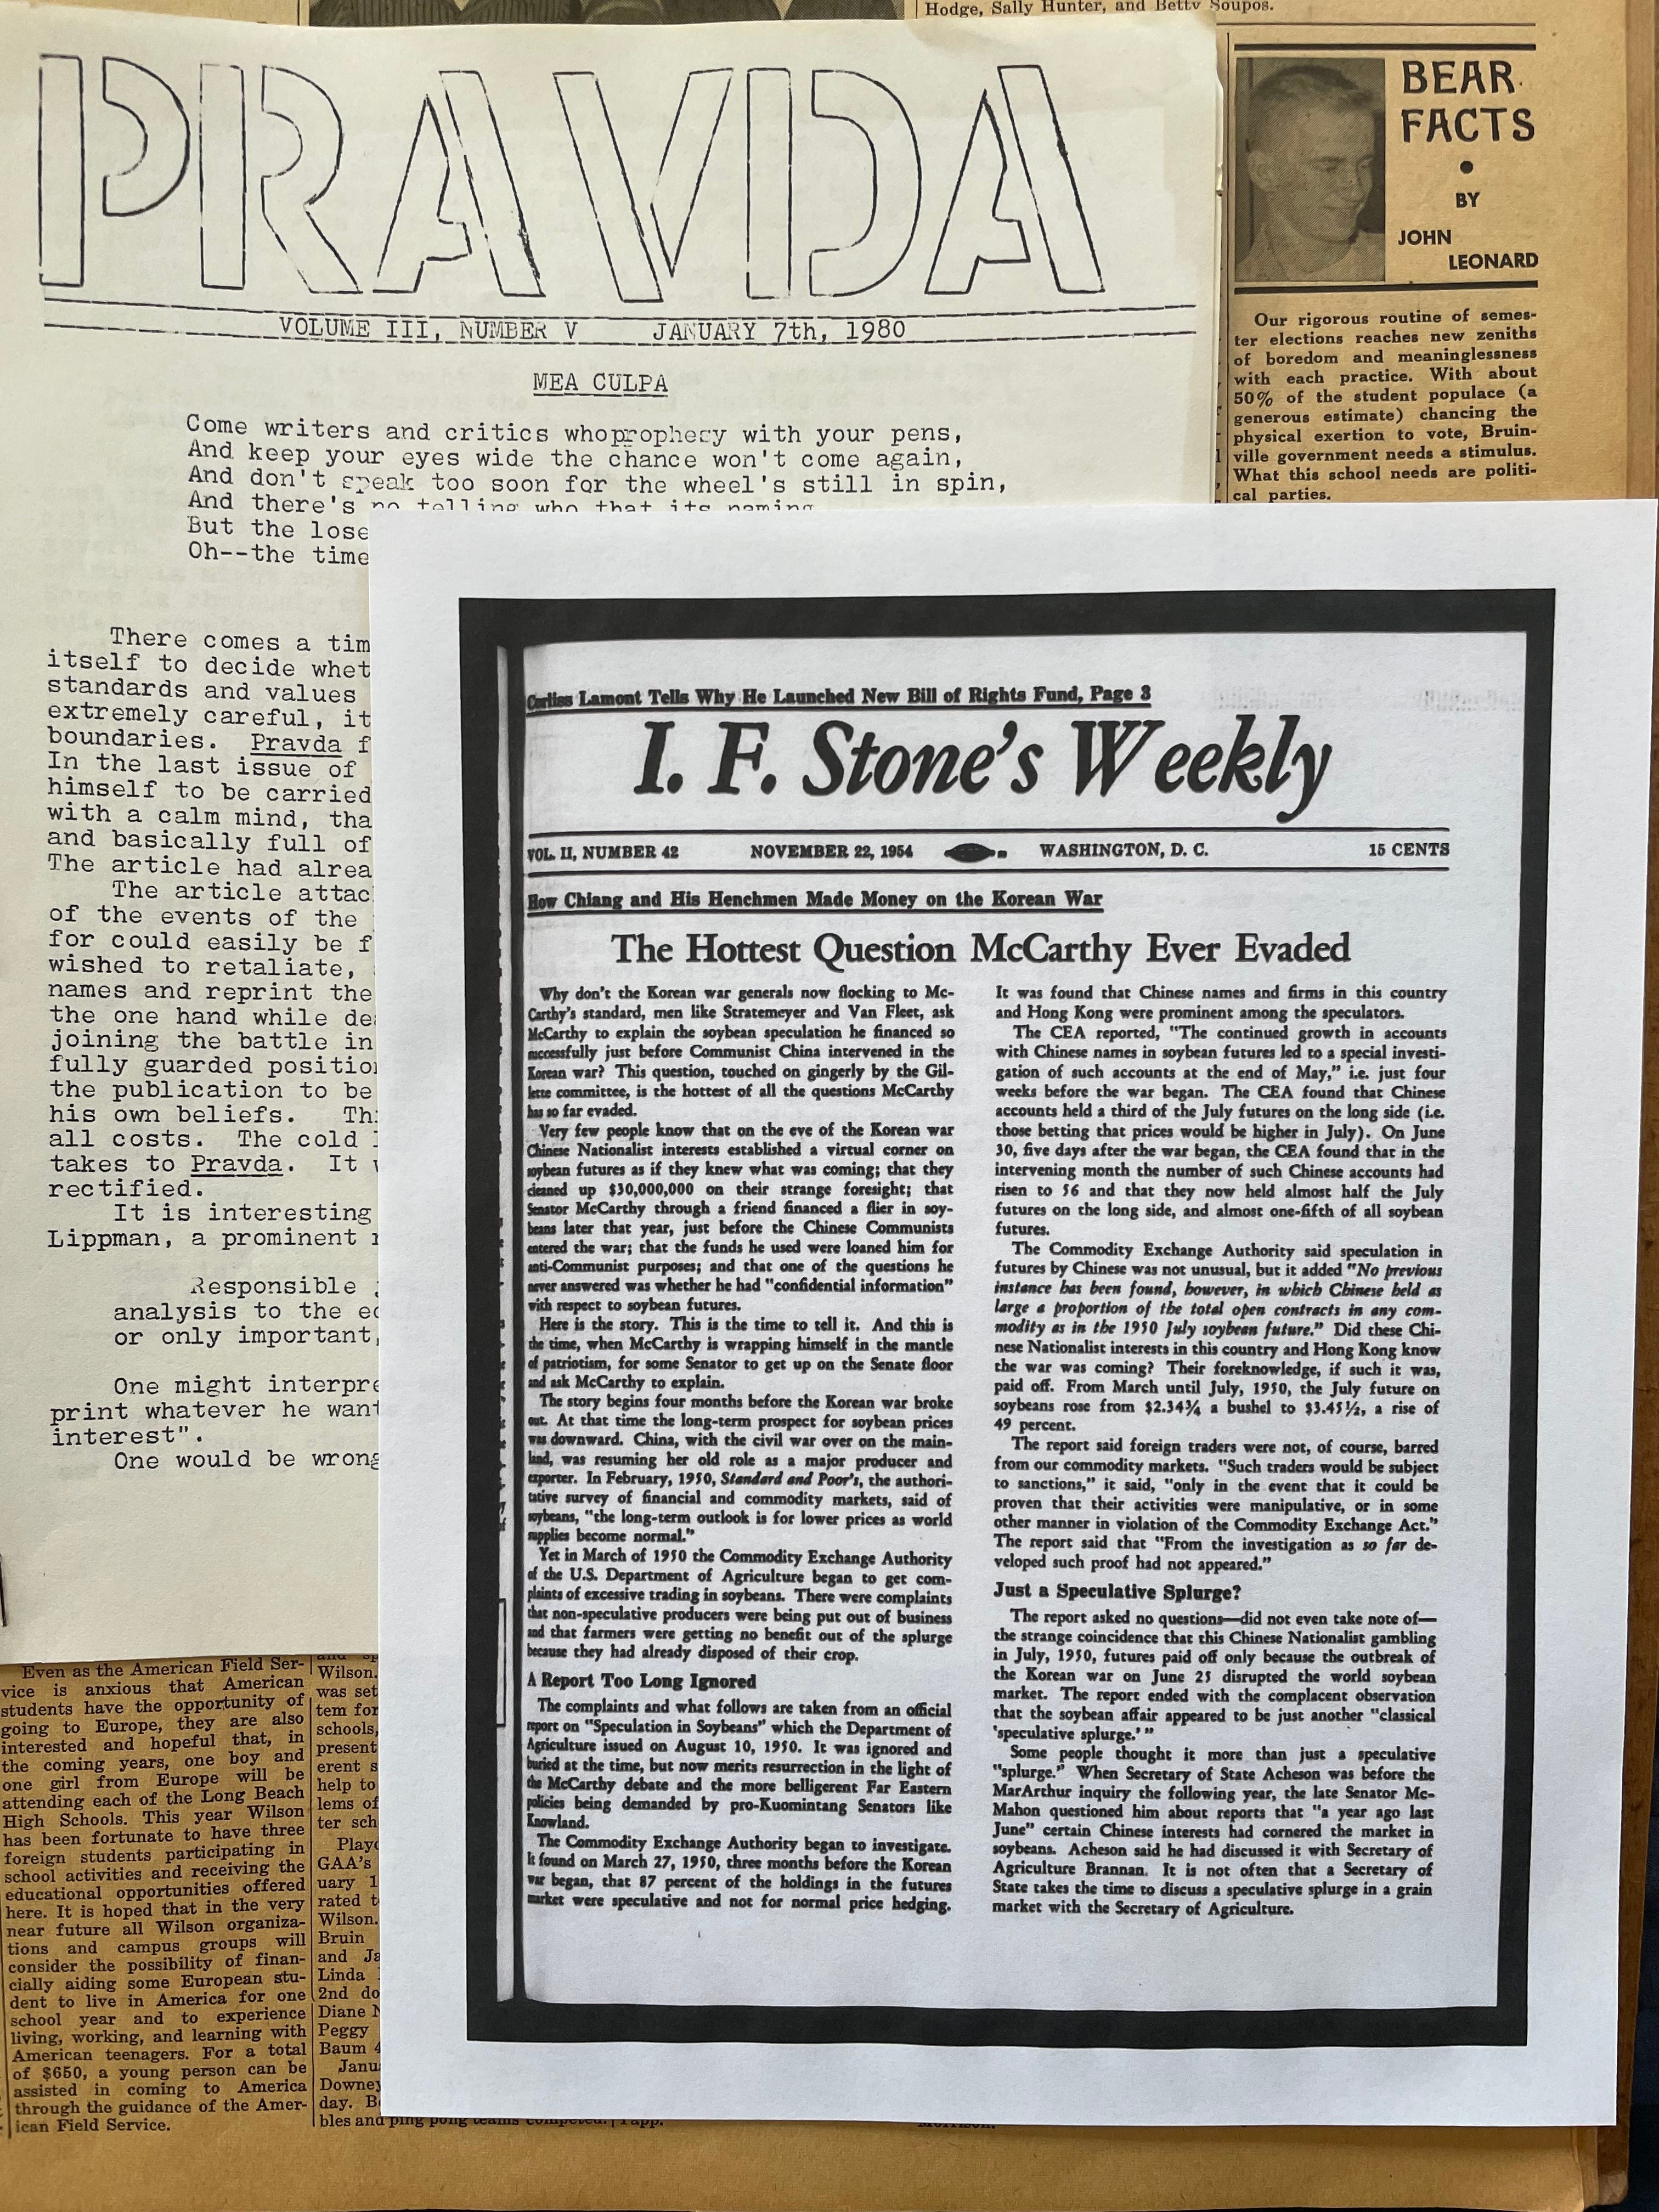 Hodge, Sally Hunter, and Betty Soupos.
PRAVDA
VOLUME III, NUMBER V JANUARY 7th, 1980
MEA CULPA
Come writers and critics whoprophecy with your pens,
And keep your eyes wide the chance won't come again,
And don't speak too soon for the wheel's still in spin,
And there's no telling who that its naming
But the lose
Oh--the time
There comes a tim
itself to decide whet
standards and values
extremely careful, it
boundaries. Pravda f
In the last issue of
himself to be carried
with a calm mind, tha
and basically full of
The article had alrea
The article attac
of the events of the
for could easily be f
wished to retaliate,
names and reprint the
the one hand while de
joining the battle in
fully guarded position
the publication to be
his own beliefs. Thi
all costs. The cold
takes to Pravda. It
rectified.
It is interesting
Lippman, a prominent
Responsible
analysis to the ed
or only important,
One might interpre
print whatever he want
interest".
One would be wrong
BEAR
FACTS
•
BY
JOHN
LEONARD
Our rigorous routine of semes-
ter elections reaches new zeniths
of boredom and meaninglessness
with each practice. With about
50% of the student populace (a
generous estimate) chancing the
physical exertion to vote, Bruin-
ville government needs a stimulus.
What this school needs are politi-
cal parties.
Corliss Lamont Tells Why He Launched New Bill of Rights Fund, Page 3
I. F. Stone's Weekly
VOL. II, NUMBER 42 NOVEMBER 22, 1954 WASHINGTON, D. C. 15 CENTS
How Chiang and His Henchmen Made Money on the Korean War
The Hottest Question McCarthy Ever Evaded
Why don't the Korean war generals now flocking to Mc-
Carthy's standard, men like Stratemeyer and Van Fleet, ask
McCarthy to explain the soybean speculation he financed so
successfully just before Communist China intervened in the
Korean war? This question, touched on gingerly by the Gil-
lette committee, is the hottest of all the questions McCarthy
has so far evaded.
Very few people know that on the eve of the Korean war
Chinese Nationalist interests established a virtual corner on
soybean futures as if they knew what was coming; that they
cleaned up $30,000,000 on their strange foresight; that
Senator McCarthy through a friend financed a flier in soy-
beans later that year, just before the Chinese Communists
entered the war; that the funds he used were loaned him for
anti-Communist purposes; and that one of the questions he
never answered was whether he had "confidential information"
with respect to soybean futures.
Here is the story. This is the time to tell it. And this is
the time, when McCarthy is wrapping himself in the mantle
of patriotism, for some Senator to get up on the Senate floor
and ask McCarthy to explain.
The story begins four months before the Korean war broke
out. At that time the long-term prospect for soybean prices
was downward. China, with the civil war over on the main-
land, was resuming her old role as a major producer and
exporter. In February, 1950, Standard and Poor's, the authori-
tative survey of financial and commodity markets, said of
soybeans, "the long-term outlook is for lower prices as world
supplies become normal."
Yet in March of 1950 the Commodity Exchange Authority
of the U.S. Department of Agriculture began to get com-
plaints of excessive trading in soybeans. There were complaints
that non-speculative producers were being put out of business
and that farmers were getting no benefit out of the splurge
because they had already disposed of their crop.
A Report Too Long Ignored
The complaints and what follows are taken from an official
report on "Speculation in Soybeans" which the Department of
Agriculture issued on August 10, 1950. It was ignored and
buried at the time, but now merits resurrection in the light of
the McCarthy debate and the more belligerent Far Eastern
policies being demanded by pro-Kuomintang Senators like
Knowland.
The Commodity Exchange Authority began to investigate.
It found on March 27, 1950, three months before the Korean
war began, that 87 percent of the holdings in the futures
market were speculative and not for normal price hedging.
It was found that Chinese names and firms in this country
and Hong Kong were prominent among the speculators.
The CEA reported, "The continued growth in accounts
with Chinese names in soybean futures led to a special investi-
gation of such accounts at the end of May," i.e. just four
weeks before the war began. The CEA found that Chinese
accounts held a third of the July futures on the long side (i.e.
those betting that prices would be higher in July). On June
30, five days after the war began, the CEA found that in the
intervening month the number of such Chinese accounts had
risen to 56 and that they now held almost half the July
futures on the long side, and almost one-fifth of all soybean
futures.
The Commodity Exchange Authority said speculation in
futures by Chinese was not unusual, but it added "No previous
instance has been found, however, in which Chinese held as
large a proportion of the total open contracts in any com-
modity as in the 1950 July soybean future." Did these Chi-
nese Nationalist interests in this country and Hong Kong know
the war was coming? Their foreknowledge, if such it was,
paid off. From March until July, 1950, the July future on
soybeans rose from $2.34¾ a bushel to $3.45½, a rise of
49 percent.
The report said foreign traders were not, of course, barred
from our commodity markets. "Such traders would be subject
to sanctions," it said, "only in the event that it could be
proven that their activities were manipulative, or in some
other manner in violation of the Commodity Exchange Act."
The report said that "From the investigation as so far de-
veloped such proof had not appeared."
Just a Speculative Splurge?
The report asked no questions—did not even take note of—
the strange coincidence that this Chinese Nationalist gambling
in July, 1950, futures paid off only because the outbreak of
the Korean war on June 25 disrupted the world soybean
market. The report ended with the complacent observation
that the soybean affair appeared to be just another "classical
'speculative splurge.'"
Some people thought it more than just a speculative
"splurge." When Secretary of State Acheson was before the
MarArthur inquiry the following year, the late Senator Mc-
Mahon questioned him about reports that "a year ago last
June" certain Chinese interests had cornered the market in
soybeans. Acheson said he had discussed it with Secretary of
Agriculture Brannan. It is not often that a Secretary of
State takes the time to discuss a speculative splurge in a grain
market with the Secretary of Agriculture.
Even as the American Field Ser-
vice is anxious that American
students have the opportunity of
going to Europe, they are also
interested and hopeful that, in
the coming years, one boy and
one girl from Europe will be
attending each of the Long Beach
High Schools. This year Wilson
has been fortunate to have three
foreign students participating in
school activities and receiving the
educational opportunities offered
here. It is hoped that in the very
near future all Wilson organiza-
tions and campus groups will
consider the possibility of finan-
cially aiding some European stu-
dent to live in America for one
school year and to experience
living, working, and learning with
American teenagers. For a total
of $650, a young person can be
assisted in coming to America
through the guidance of the Amer-
ican Field Service.
Wilson.
was set
tem for
schools,
present
erent s
help to
lems of
ter sch
Playd
GAA's
uary 1
rated t
Wilson.
Bruin
and Ja
Linda
2nd do
Diane
Peggy
Baum 4
Janu
Downey
day. B
bles and ping pong teams competed.